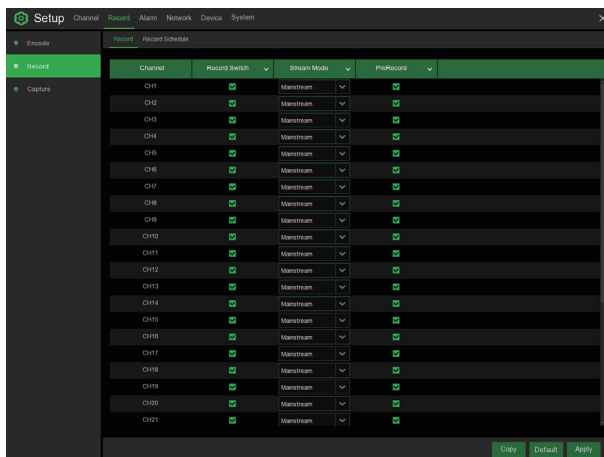 Setup Channel Record Alarm Network Device System X
Encode
Record
Capture
Record Record Schedule
Channel Record Switch Stream Mode PreRecord
CH1 Mainstream
CH2 Mainstream
CH3 Mainstream
CH4 Mainstream
CH5 Mainstream
CH6 Mainstream
CH7 Mainstream
CH8 Mainstream
CH9 Mainstream
CH10 Mainstream
CH11 Mainstream
CH12 Mainstream
CH13 Mainstream
CH14 Mainstream
CH15 Mainstream
CH16 Mainstream
CH17 Mainstream
CH18 Mainstream
CH19 Mainstream
CH20 Mainstream
CH21 Mainstream
Copy Default Apply